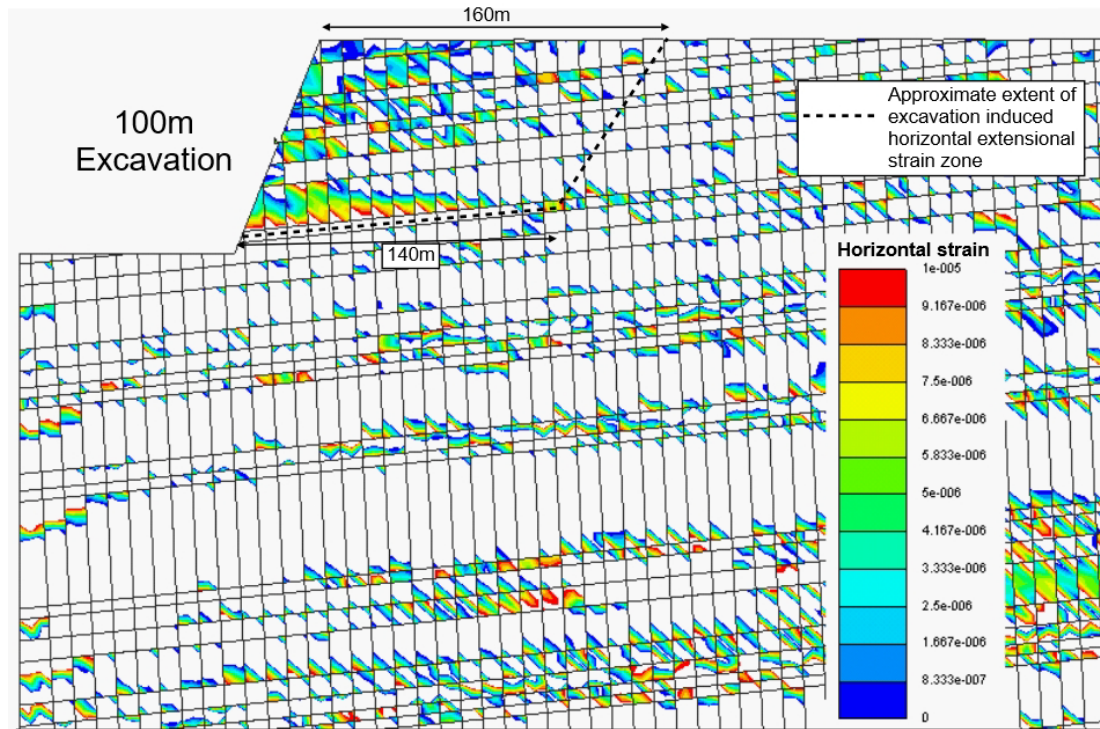 160m
100m
Excavation
Approximate extent of
excavation induced
horizontal extensional
strain zone
140m
Horizontal strain
1e-005
9.167e-006
8.333e-006
7.5e-006
6.667e-006
5.833e-006
5e-006
4.167e-006
3.333e-006
2.5e-006
1.667e-006
8.333e-007
0